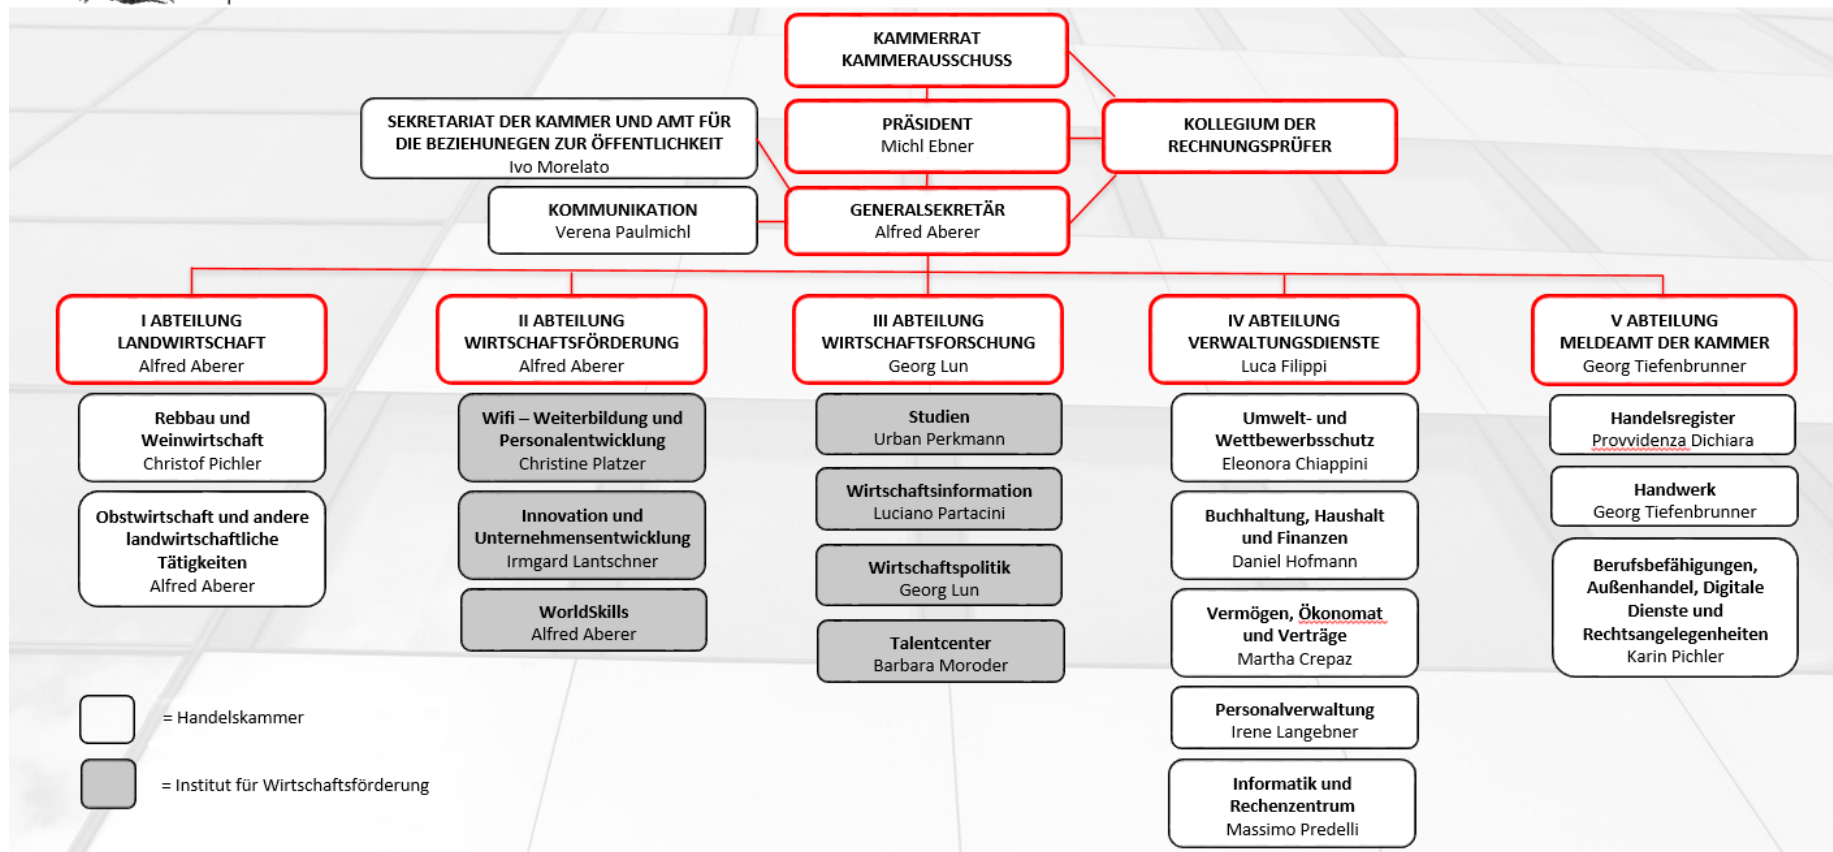 KAMMERRAT
KAMMERAUSSCHUSS
SEKRETARIAT DER KAMMER UND AMT FÜR
DIE BEZIEHUNEGEN ZUR ÖFFENTLICHKEIT
Ivo Morelato
PRÄSIDENT
Michl Ebner
KOLLEGIUM DER
RECHNUNGSPRÜFER
KOMMUNIKATION
Verena Paulmichl
GENERALSEKRETÄR
Alfred Aberer
I ABTEILUNG
LANDWIRTSCHAFT
Alfred Aberer
Rebbau und
Weinwirtschaft
Christof Pichler
Obstwirtschaft und andere
landwirtschaftliche
Tätigkeiten
Alfred Aberer
II ABTEILUNG
WIRTSCHAFTSFÖRDERUNG
Alfred Aberer
Wifi – Weiterbildung und
Personalentwicklung
Christine Platzer
Innovation und
Unternehmensentwicklung
Irmgard Lantschner
WorldSkills
Alfred Aberer
III ABTEILUNG
WIRTSCHAFTSFORSCHUNG
Georg Lun
Studien
Urban Perkmann
Wirtschaftsinformation
Luciano Partacini
Wirtschaftspolitik
Georg Lun
Talentcenter
Barbara Moroder
IV ABTEILUNG
VERWALTUNGSDIENSTE
Luca Filippi
Umwelt- und
Wettbewerbsschutz
Eleonora Chiappini
Buchhaltung, Haushalt
und Finanzen
Daniel Hofmann
Vermögen, Ökonomat
und Verträge
Martha Crepaz
Personalverwaltung
Irene Langebner
Informatik und
Rechenzentrum
Massimo Predelli
V ABTEILUNG
MELDEAMT DER KAMMER
Georg Tiefenbrunner
Handelsregister
Provvidenza Dichiara
Handwerk
Georg Tiefenbrunner
Berufsbefähigungen,
Außenhandel, Digitale
Dienste und
Rechtsangelegenheiten
Karin Pichler
= Handelskammer
= Institut für Wirtschaftsförderung